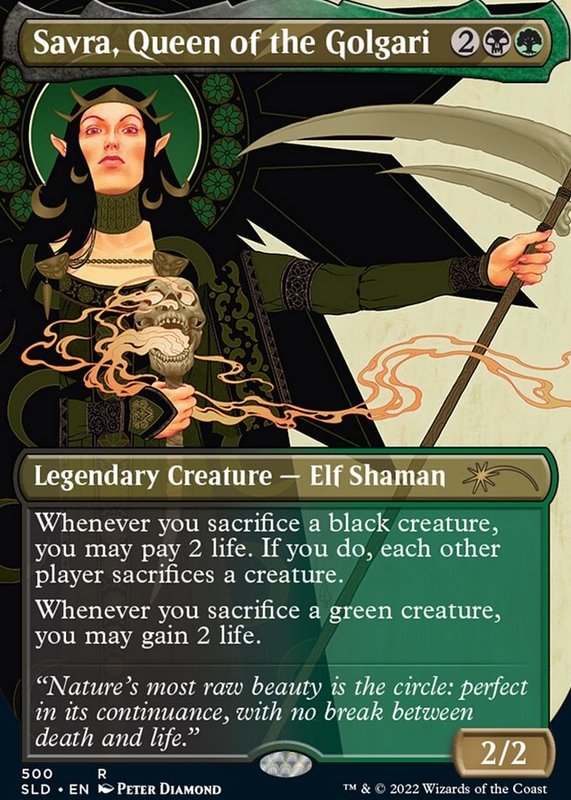 Savra, Queen of the Golgari 2
Legendary Creature — Elf Shaman
Whenever you sacrifice a black creature,
you may pay 2 life. If you do, each other
player sacrifices a creature.
Whenever you sacrifice a green creature,
you may gain 2 life.
“Nature’s most raw beauty is the circle: perfect
in its continuance, with no break between
death and life.”
2/2
500 R
SLD • EN Peter Diamond
™ & © 2022 Wizards of the Coast